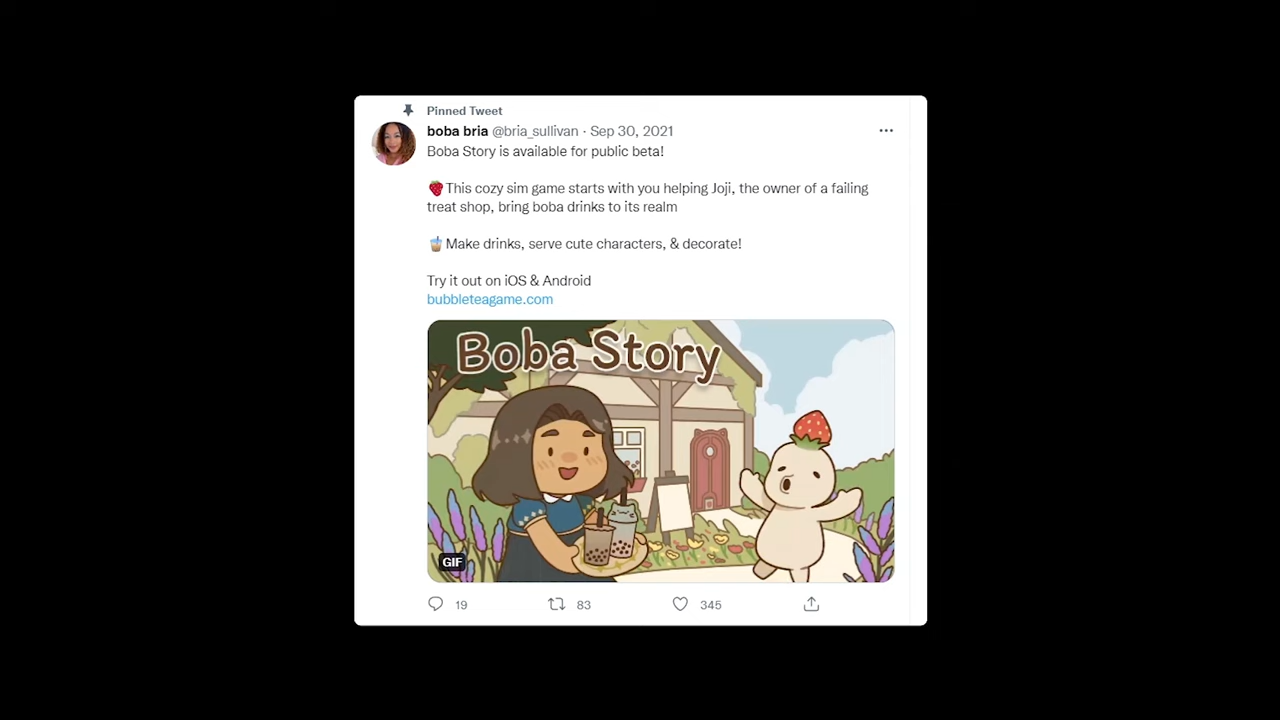 Pinned Tweet
boba bria @bria_sullivan · Sep 30, 2021
Boba Story is available for public beta!
🍓This cozy sim game starts with you helping Joji, the owner of a failing
treat shop, bring boba drinks to its realm
🧋Make drinks, serve cute characters, & decorate!
Try it out on iOS & Android
bubbleteagame.com
Boba Story
GIF
19 83 345